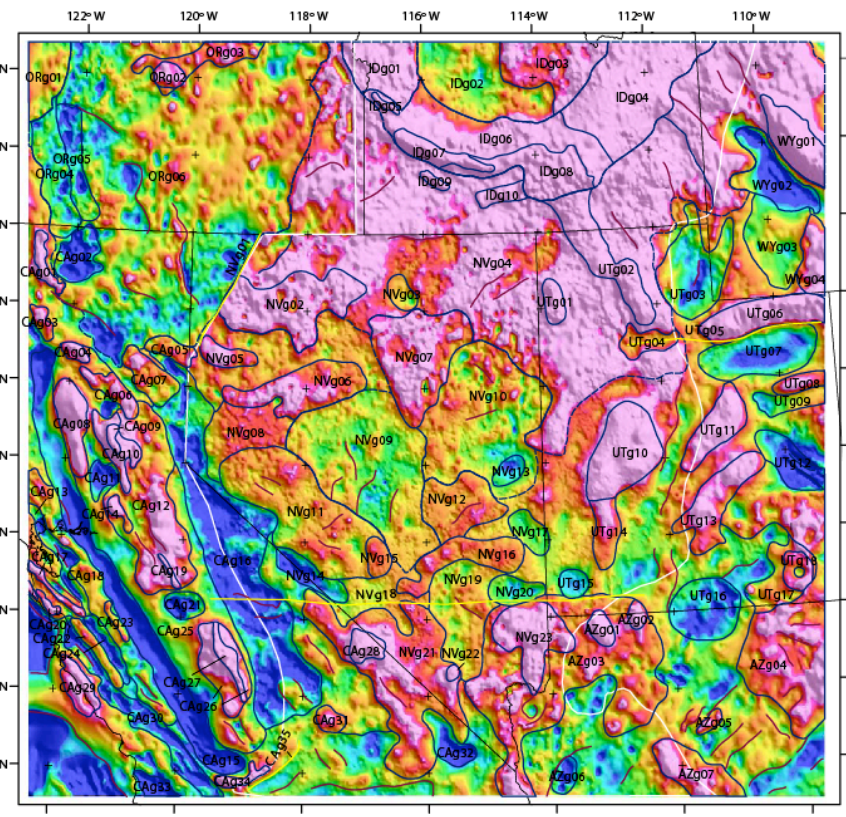 122°W 120°W 118°W 116°W 114°W 112°W 110°W
ORg03
IDg01 IDg03
ORg01 ORg02
IDg02
IDg05 IDg04
IDg06 WYg01
ORg05 IDg07
ORg04 ORg06 IDg09 IDg08 WYg02
IDg10
NVg01 WYg03
CAg02 NVg04
CAg01 UTg02 WYg04
NVg02 NVg03 UTg01 UTg03
CAg03 UTg06
UTg05
CAg04 CAg05 NVg05 NVg07 UTg04 UTg07
CAg07 NVg06 UTg08
CAg06 NVg10 UTg09
CAg08 CAg09 NVg08 NVg09 UTg11
CAg10 UTg10 UTg12
CAg11 NVg13
CAg13 CAg12 NVg12
CAg14 NVg11 UTg13
NVg17 UTg14
CAg17 CAg16 NVg15 NVg16 UTg18
CAg18 CAg19 NVg14 NVg19 UTg15
CAg21 NVg18 NVg20 UTg16 UTg17
CAg20 CAg23 CAg25 AZg02
CAg22 NVg23 AZg01
CAg24 CAg28 NVg21 NVg22
CAg27 AZg03 AZg04
CAg29 CAg26
CAg30 CAg31 AZg05
CAg35 CAg32
CAg15
CAg33 CAg34 AZg06 AZg07
N
N
N
N
N
N
N
N
N
N